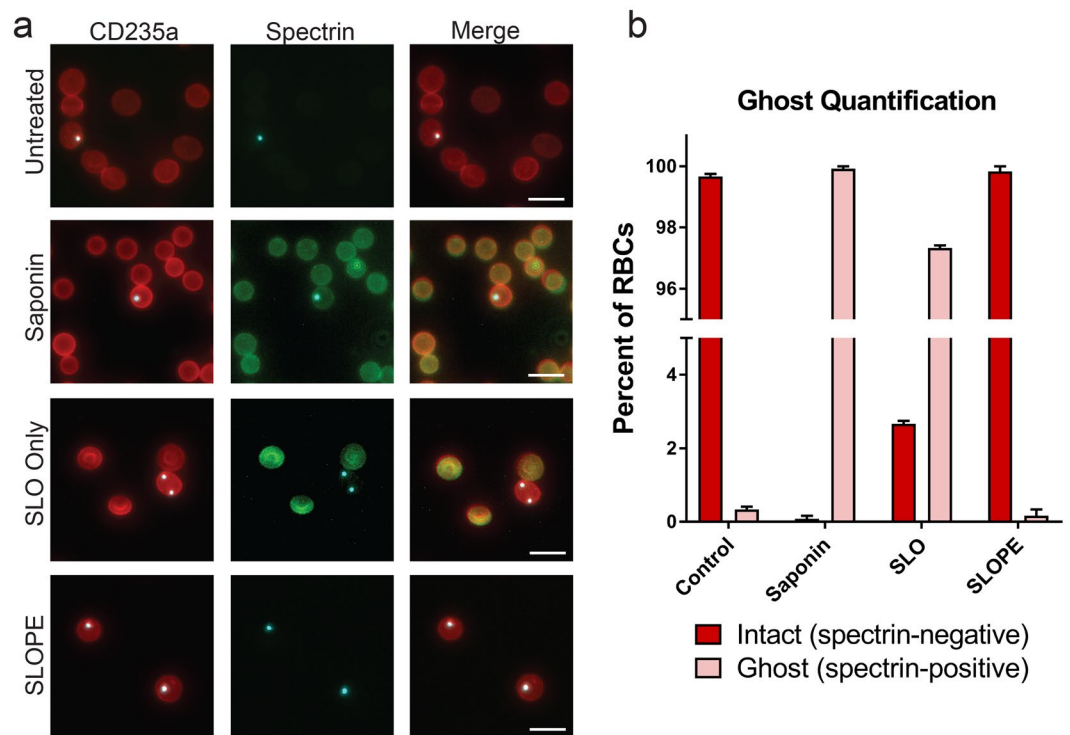 a
CD235a Spectrin Merge
Untreated
Saponin
SLO Only
SLOPE
b
Ghost Quantification
Percent of RBCs
100
98
96
4
2
0
Control
Saponin
SLO
SLOPE
Intact (spectrin-negative)
Ghost (spectrin-positive)